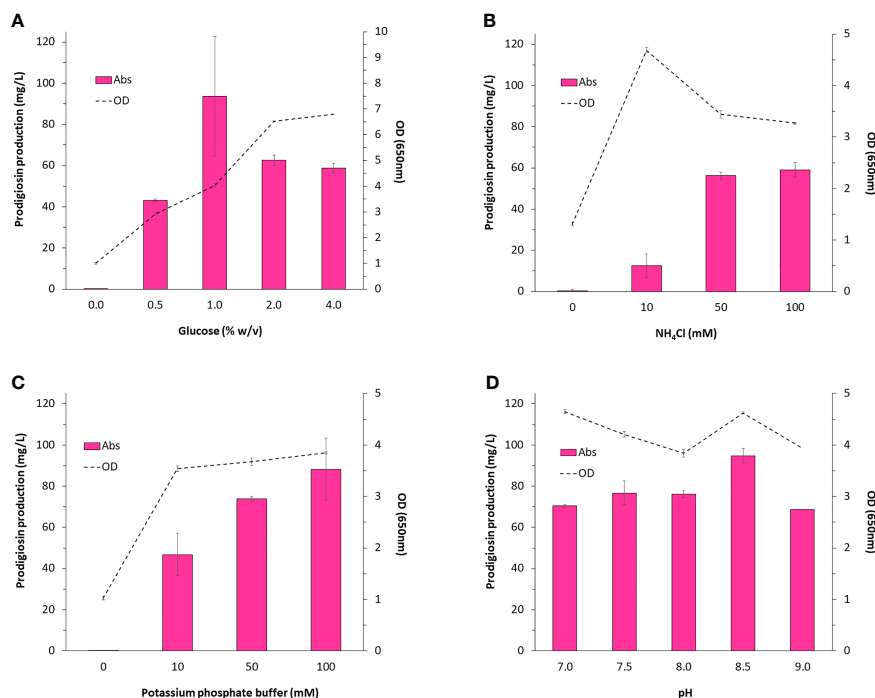 A
Prodigiosin production (mg/L)
120
100
80
60
40
20
0
Abs
OD
10
9
8
7
6
5
4
3
2
1
0
OD (650nm)
0.0 0.5 1.0 2.0 4.0
Glucose (% w/v)
B
Prodigiosin production (mg/L)
120
100
80
60
40
20
0
Abs
OD
5
4
3
2
1
0
OD (650nm)
0 10 50 100
NH₄Cl (mM)
C
Prodigiosin production (mg/L)
120
100
80
60
40
20
0
Abs
OD
5
4
3
2
1
0
OD (650nm)
0 10 50 100
Potassium phosphate buffer (mM)
D
Prodigiosin production (mg/L)
120
100
80
60
40
20
0
Abs
OD
5
4
3
2
1
0
OD (650nm)
7.0 7.5 8.0 8.5 9.0
pH